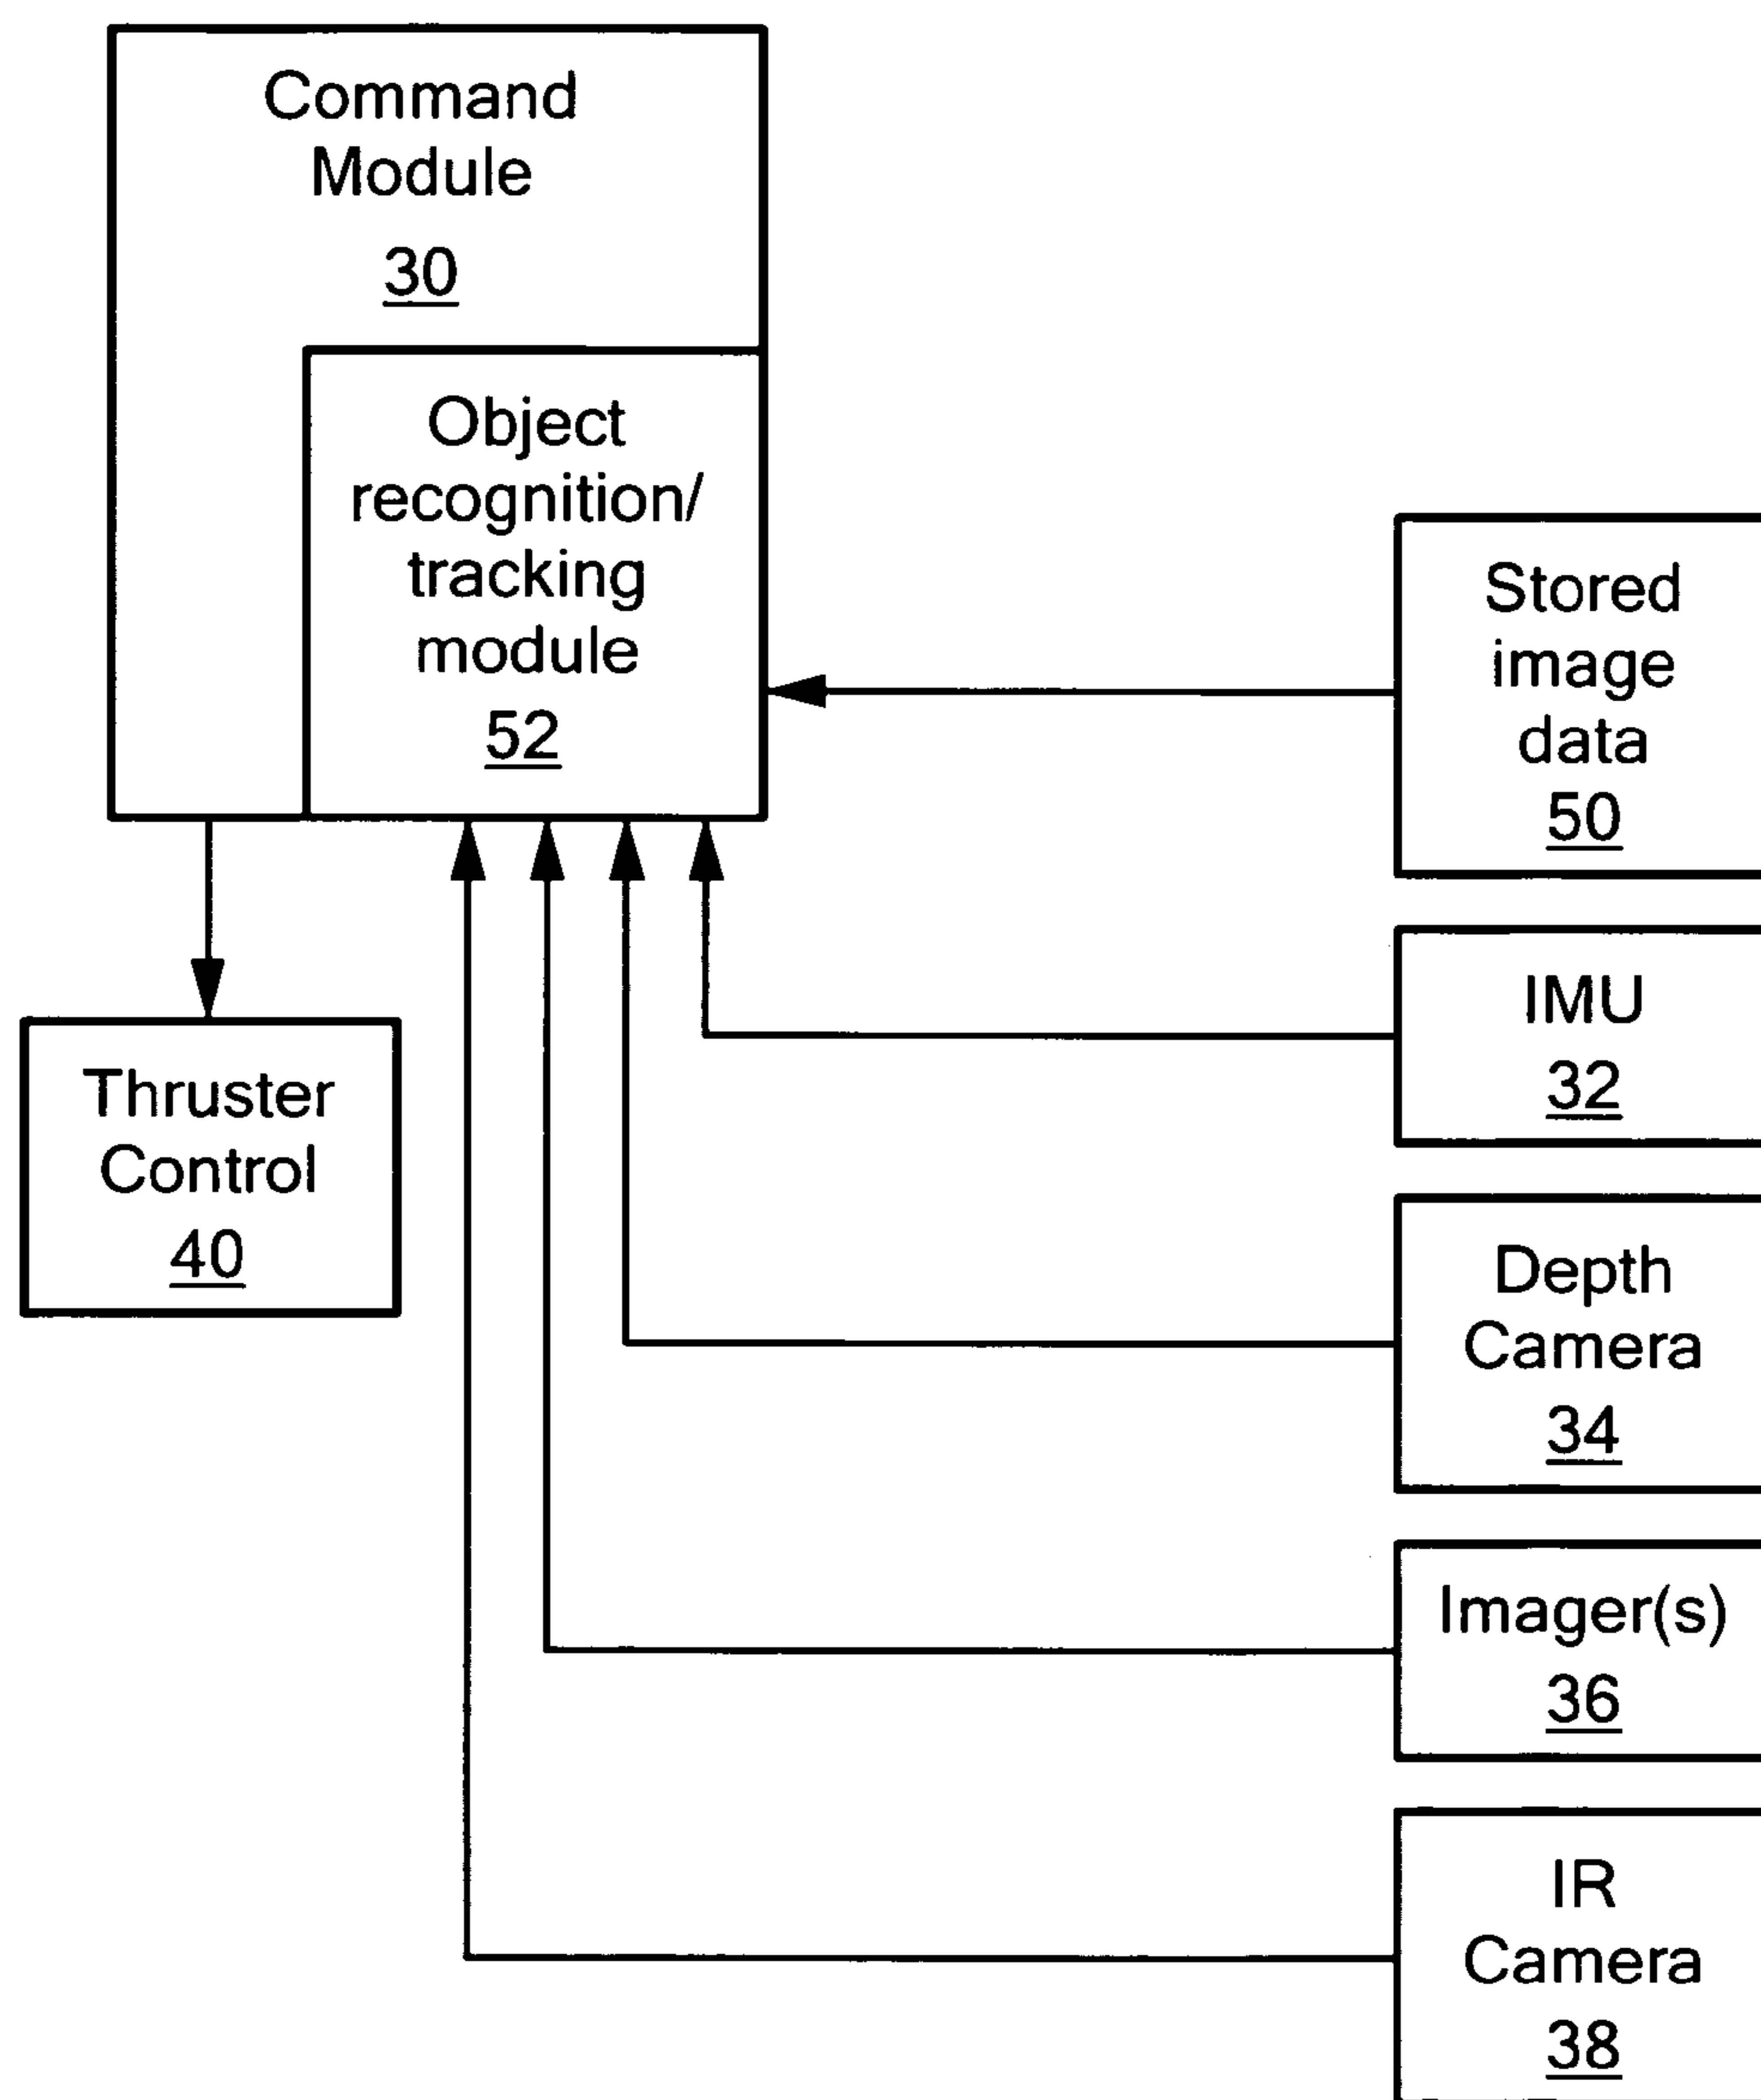 Command
Module
30
Object
recognition/
tracking
module
52
Stored
image
data
50
IMU
32
Thruster
Control
40
Depth
Camera
34
Imager(s)
36
IR
Camera
38